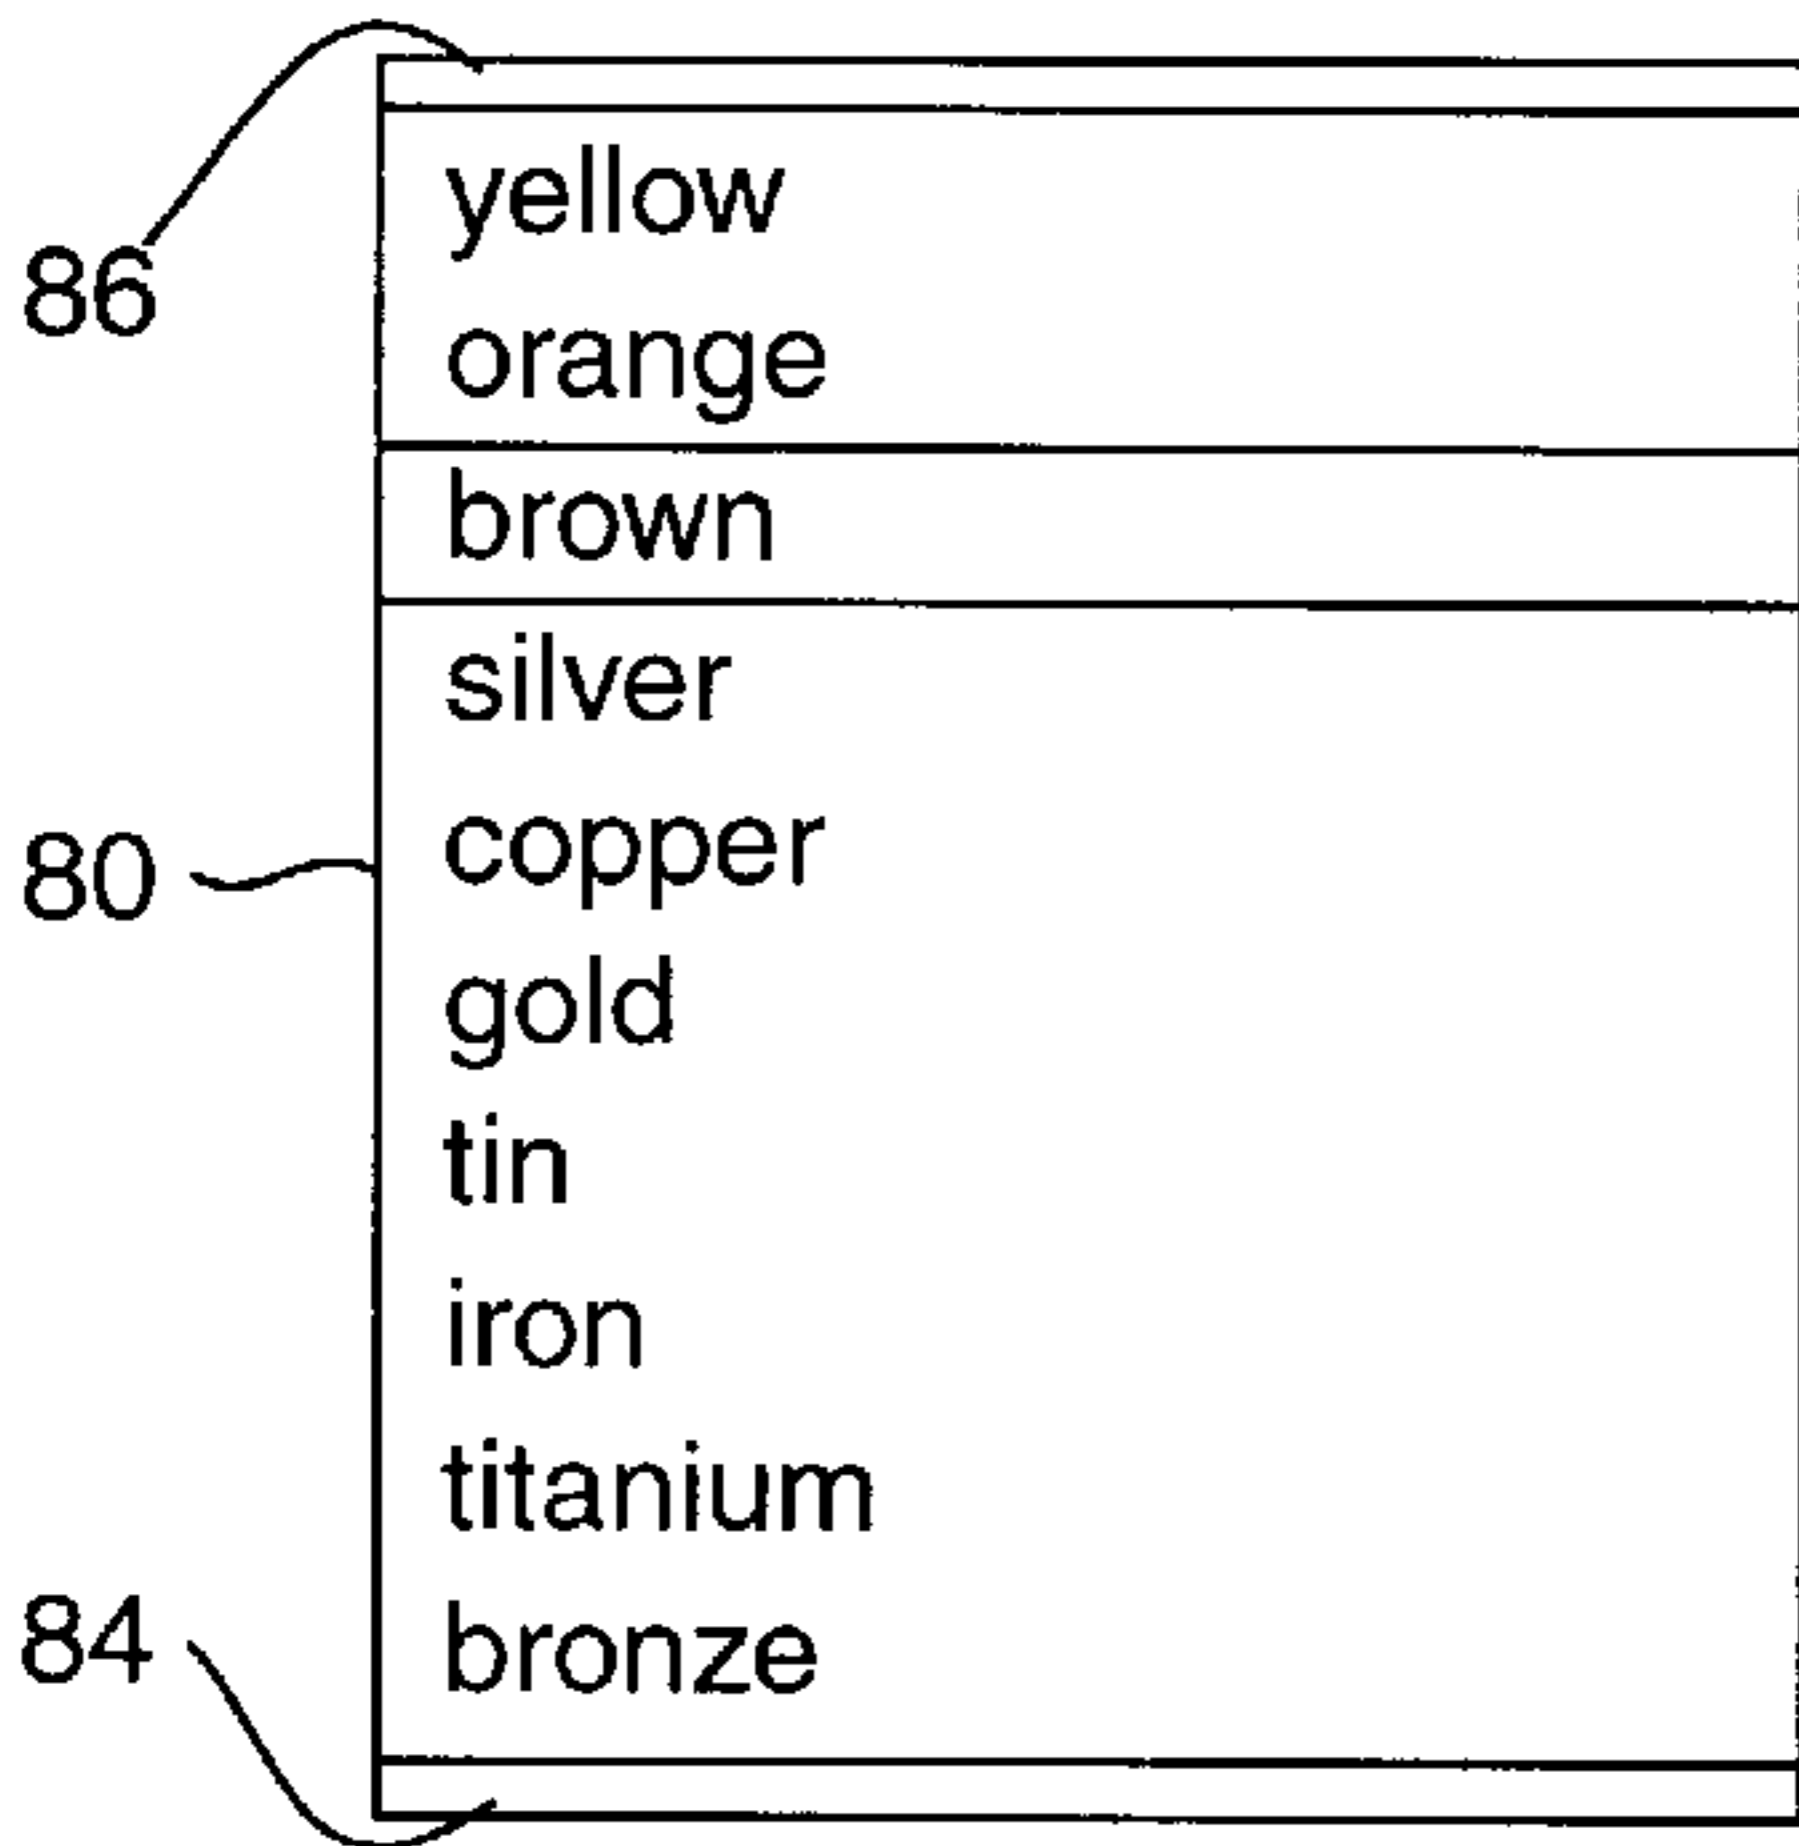 yellow
86
orange
brown
silver
copper
80
gold
tin
iron
titanium
bronze
84